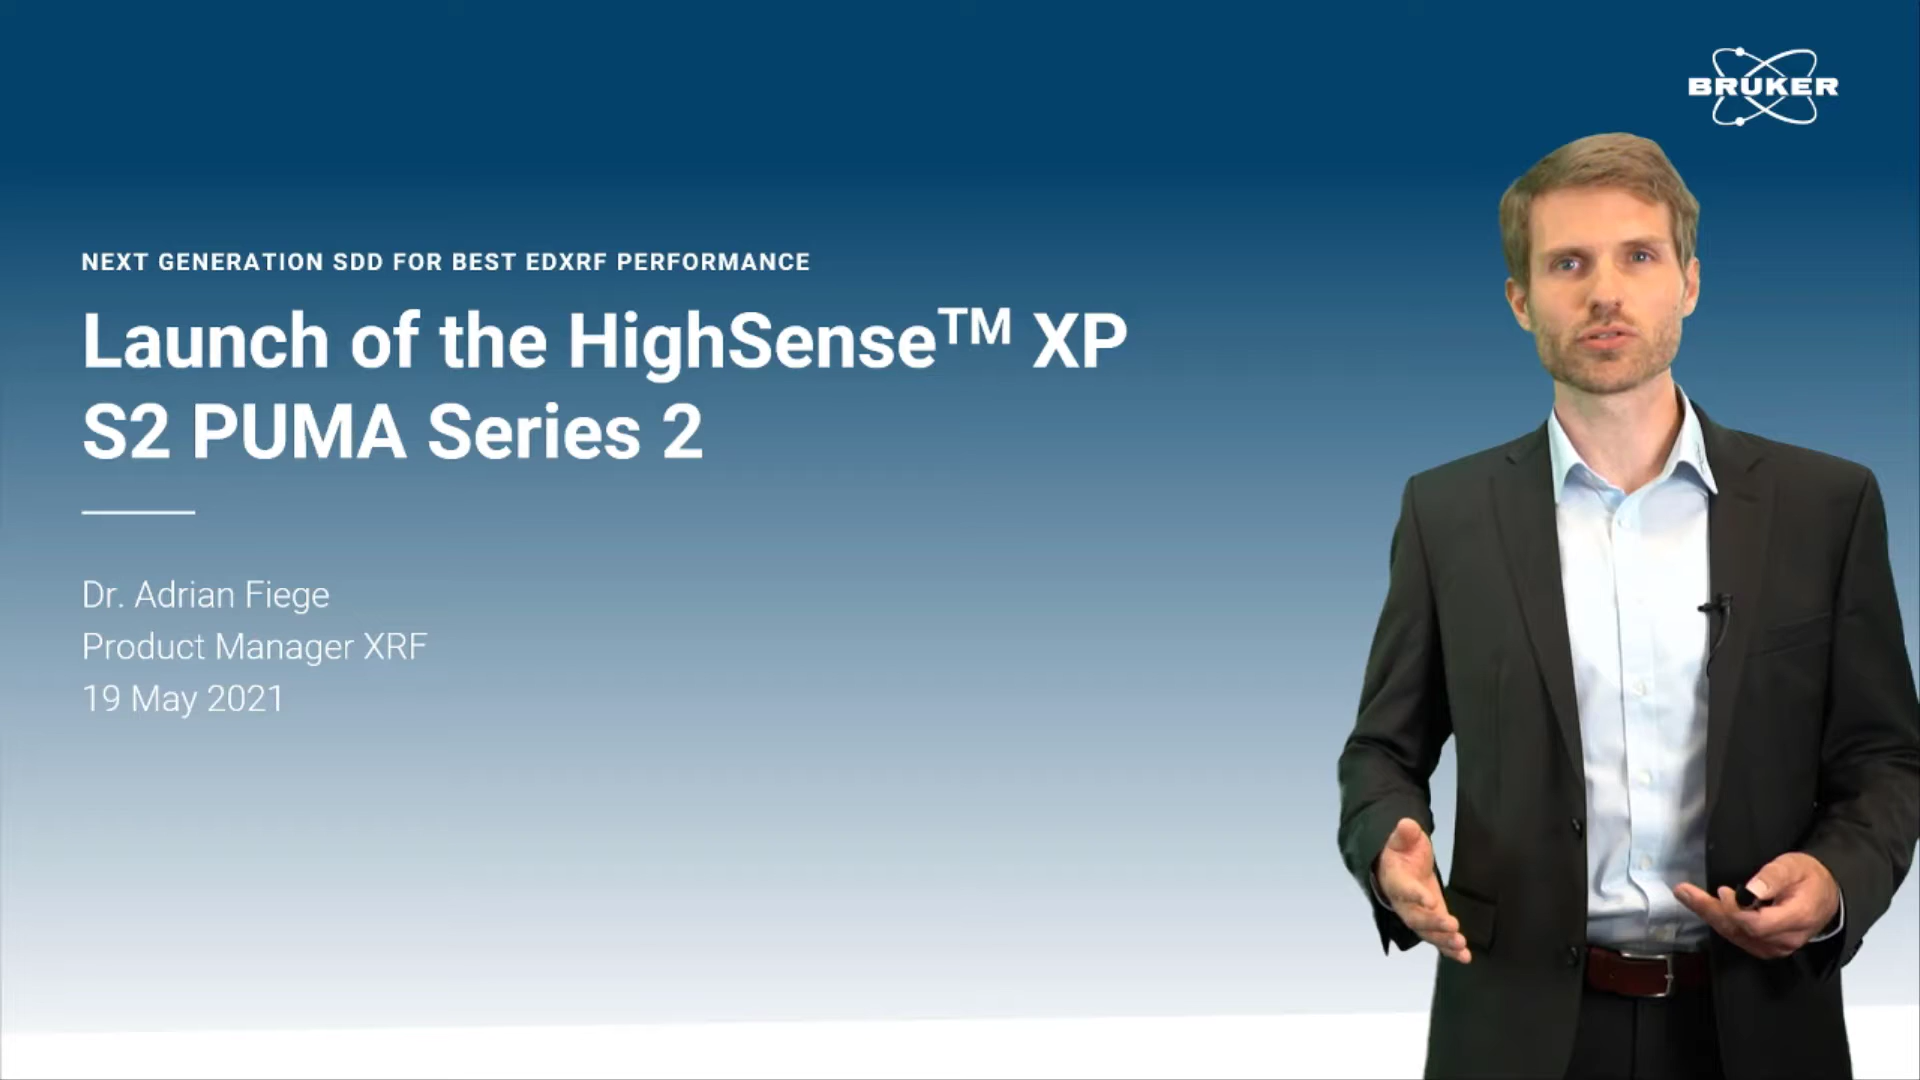 BRUKER
NEXT GENERATION SDD FOR BEST EDXRF PERFORMANCE
Launch of the HighSense™ XP
S2 PUMA Series 2
Dr. Adrian Fiege
Product Manager XRF
19 May 2021